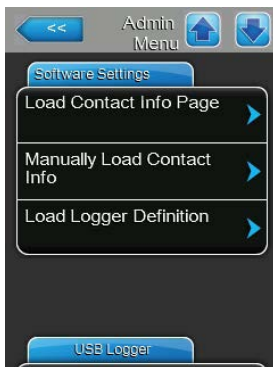 << Admin
Menu
Software Settings
Load Contact Info Page
Manually Load Contact
Info
Load Logger Definition
USB Logger